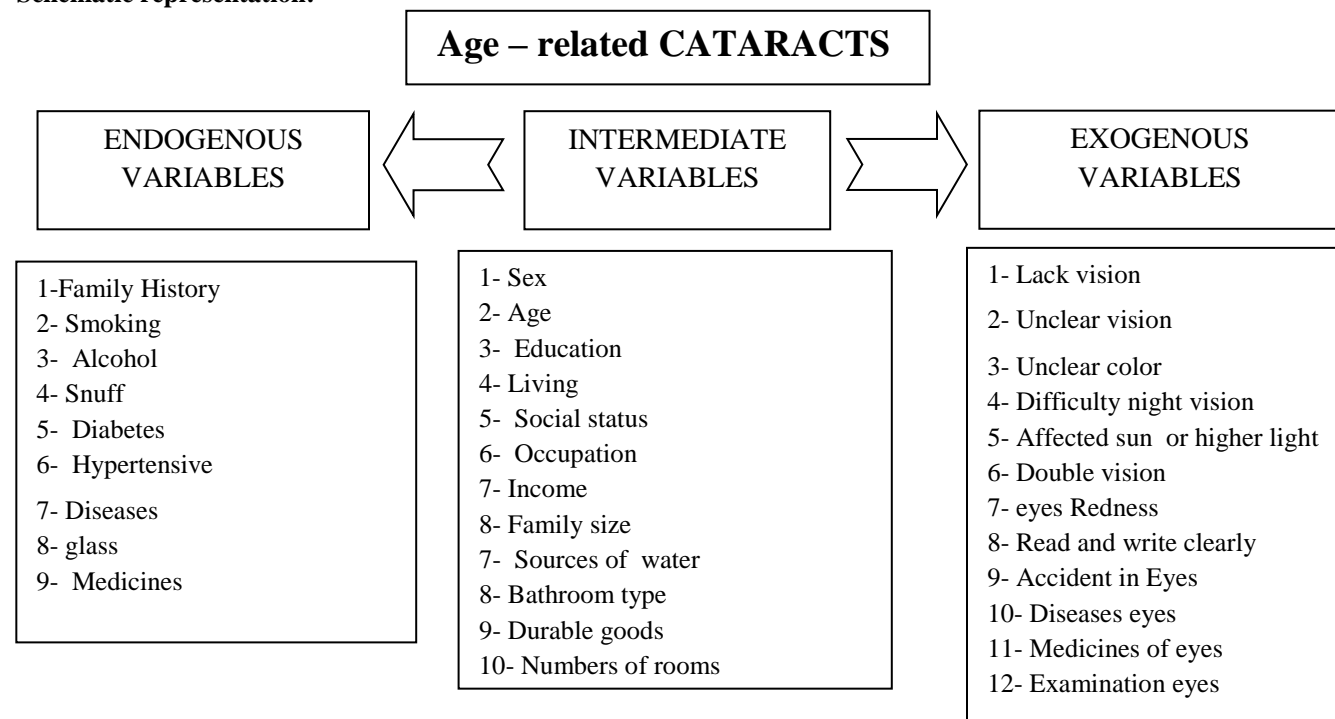 Schematic representation:
Age – related CATARACTS
ENDOGENOUS
VARIABLES
INTERMEDIATE
VARIABLES
EXOGENOUS
VARIABLES
1-Family History
2- Smoking
3- Alcohol
4- Snuff
5- Diabetes
6- Hypertensive
7- Diseases
8- glass
9- Medicines
1- Sex
2- Age
3- Education
4- Living
5- Social status
6- Occupation
7- Income
8- Family size
7- Sources of water
8- Bathroom type
9- Durable goods
10- Numbers of rooms
1- Lack vision
2- Unclear vision
3- Unclear color
4- Difficulty night vision
5- Affected sun or higher light
6- Double vision
7- eyes Redness
8- Read and write clearly
9- Accident in Eyes
10- Diseases eyes
11- Medicines of eyes
12- Examination eyes